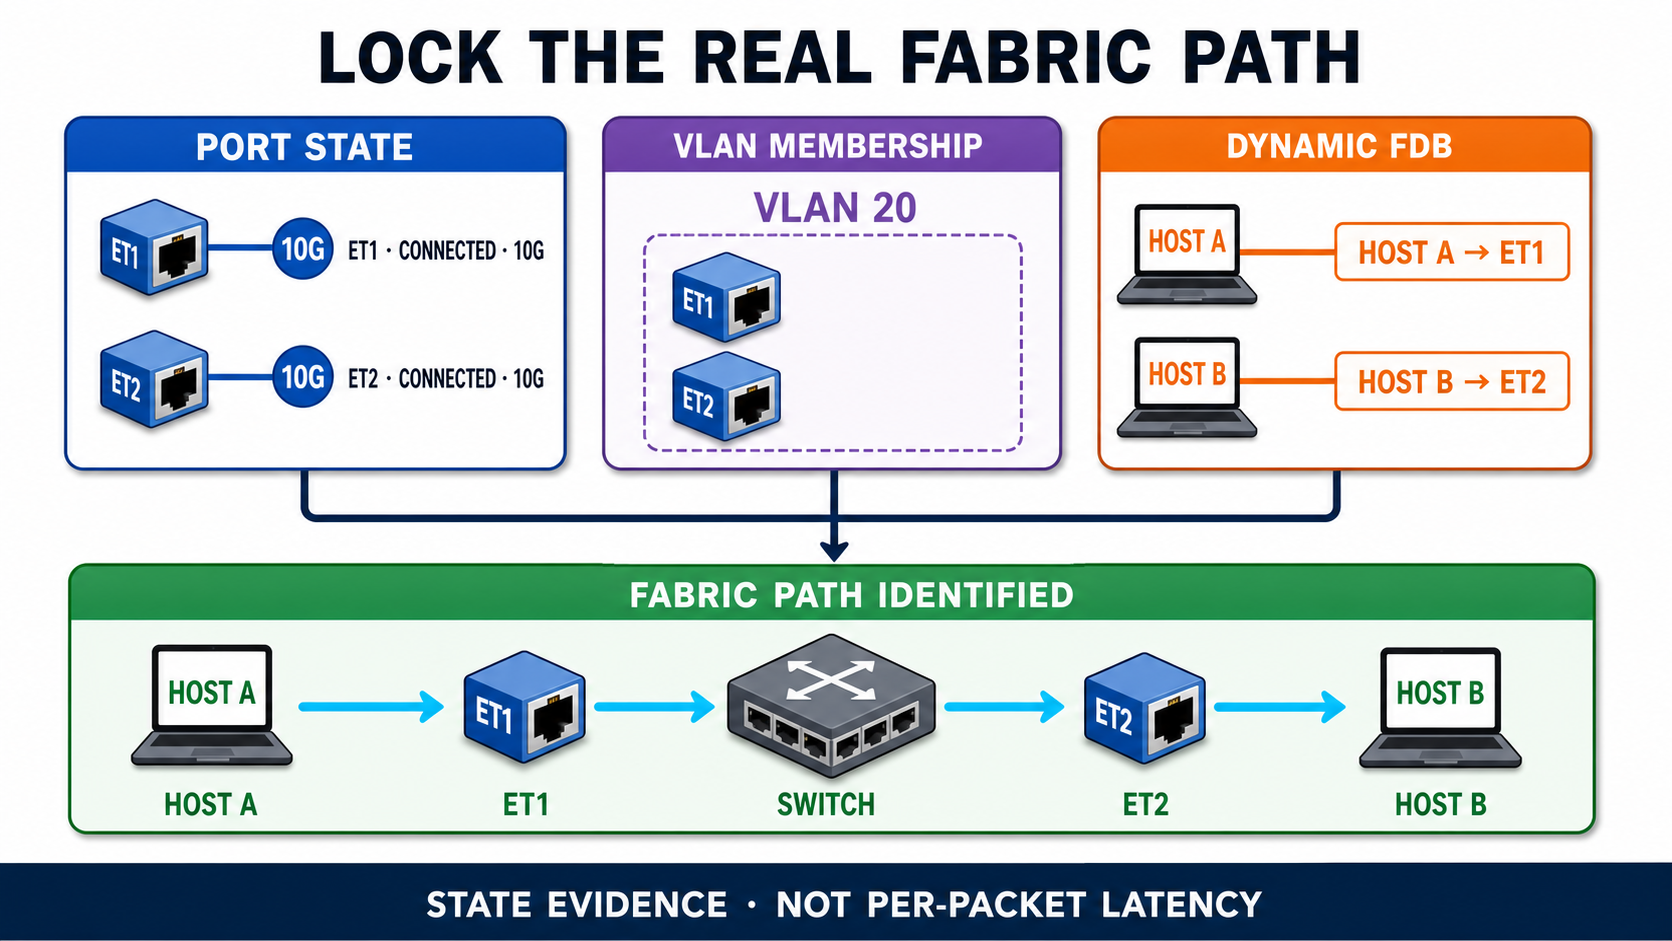 LOCK THE REAL FABRIC PATH
PORT STATE
ET1
10G
ET1 · CONNECTED · 10G
ET2
10G
ET2 · CONNECTED · 10G
VLAN MEMBERSHIP
VLAN 20
ET1
ET2
DYNAMIC FDB
HOST A
HOST A → ET1
HOST B
HOST B → ET2
FABRIC PATH IDENTIFIED
HOST A
ET1
ET2
HOST B
HOST A
ET1
SWITCH
ET2
HOST B
STATE EVIDENCE · NOT PER-PACKET LATENCY